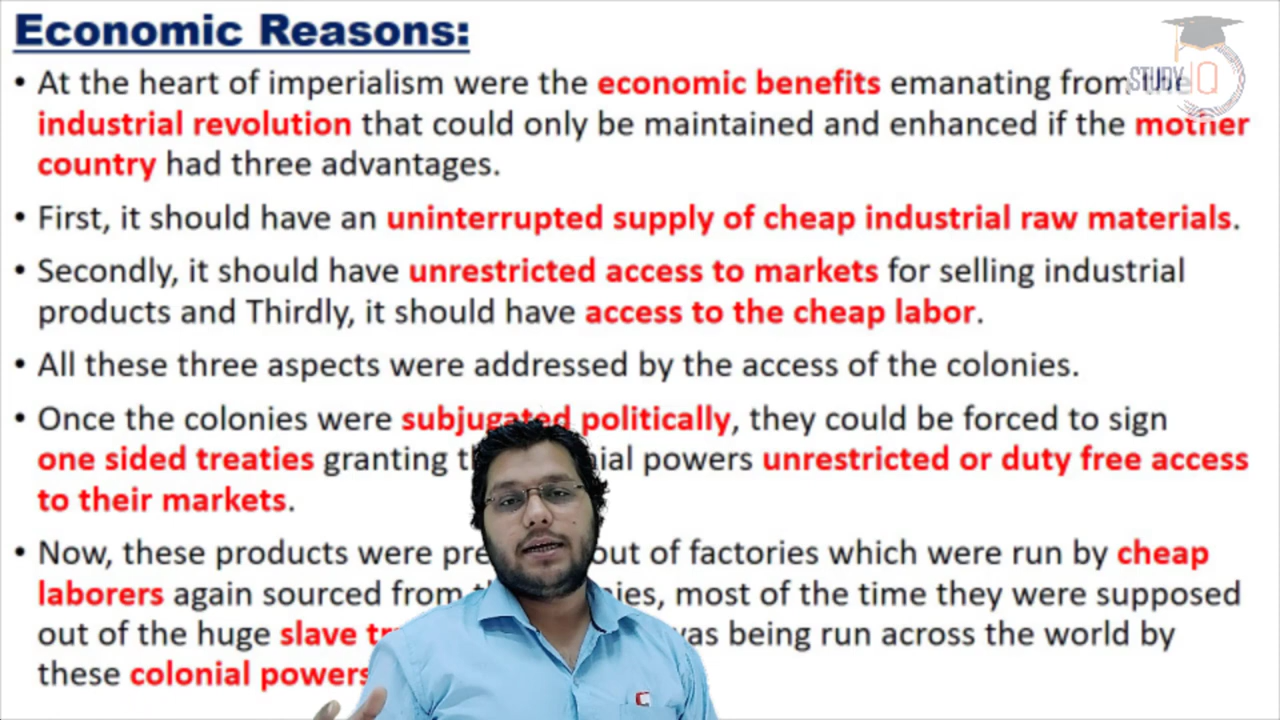 Economic Reasons:
• At the heart of imperialism were the economic benefits emanating from the
STUDY IQ
industrial revolution that could only be maintained and enhanced if the mother
country had three advantages.
• First, it should have an uninterrupted supply of cheap industrial raw materials.
• Secondly, it should have unrestricted access to markets for selling industrial
products and Thirdly, it should have access to the cheap labor.
• All these three aspects were addressed by the access of the colonies.
• Once the colonies were subjugated politically, they could be forced to sign
one sided treaties granting powers unrestricted or duty free access
to their markets.
• Now, these products were out of factories which were run by cheap
laborers again sourced from most of the time they were supposed
out of the huge slave was being run across the world by
these colonial powers